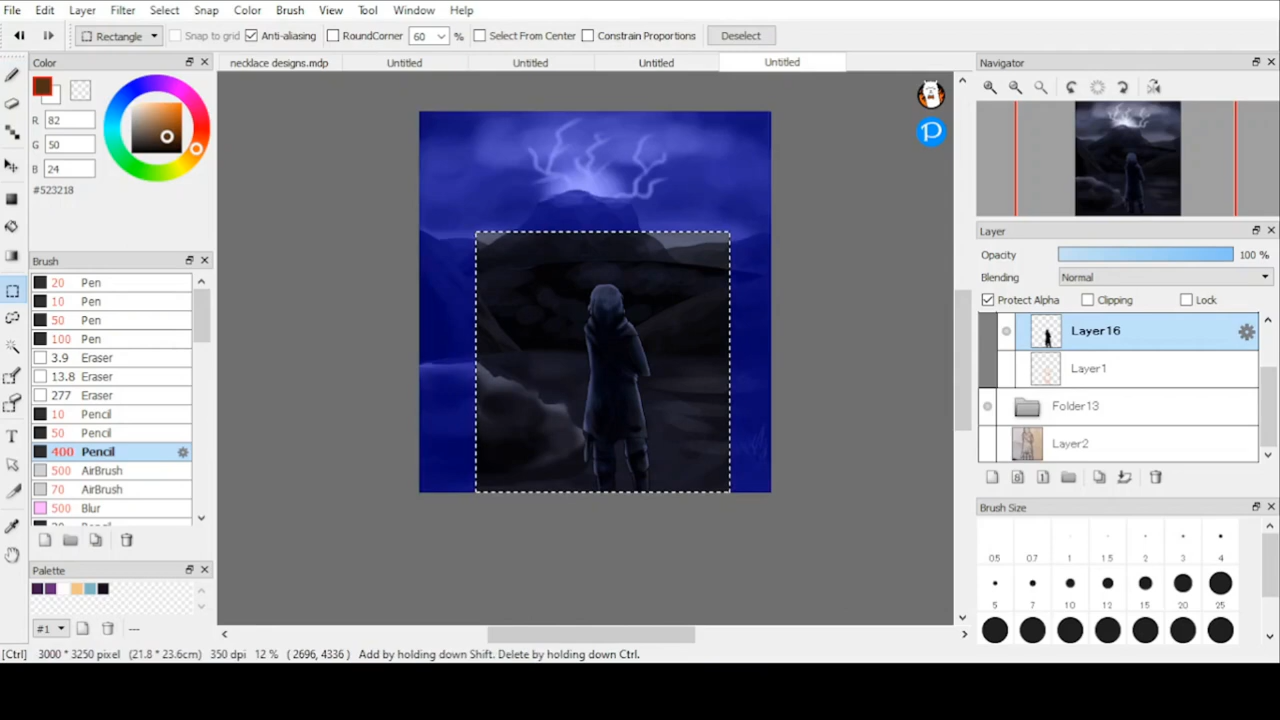 File Edit Layer Filter Select Snap Color Brush View Tool Window Help
Rectangle Snap to grid Anti-aliasing RoundCorner 60 % Select From Center Constrain Proportions Deselect
Color
necklace designs.mdp Untitled Untitled Untitled Untitled
Navigator
R 82
G 50
B 24
#523218
Brush
20 Pen
10 Pen
50 Pen
100 Pen
3.9 Eraser
13.8 Eraser
277 Eraser
10 Pencil
50 Pencil
400 Pencil
500 AirBrush
70 AirBrush
500 Blur
Palette
#1 ---
Layer
Opacity 100 %
Blending Normal
Protect Alpha Clipping Lock
Layer16
Layer1
Folder13
Layer2
Brush Size
0.5 0.7 1 1.5 2 3 4
5 7 10 12 15 20 25
[Ctrl] 3000 * 3250 pixel (21.8 * 23.6cm) 350 dpi 12 % ( 2696, 4336 ) Add by holding down Shift. Delete by holding down Ctrl.